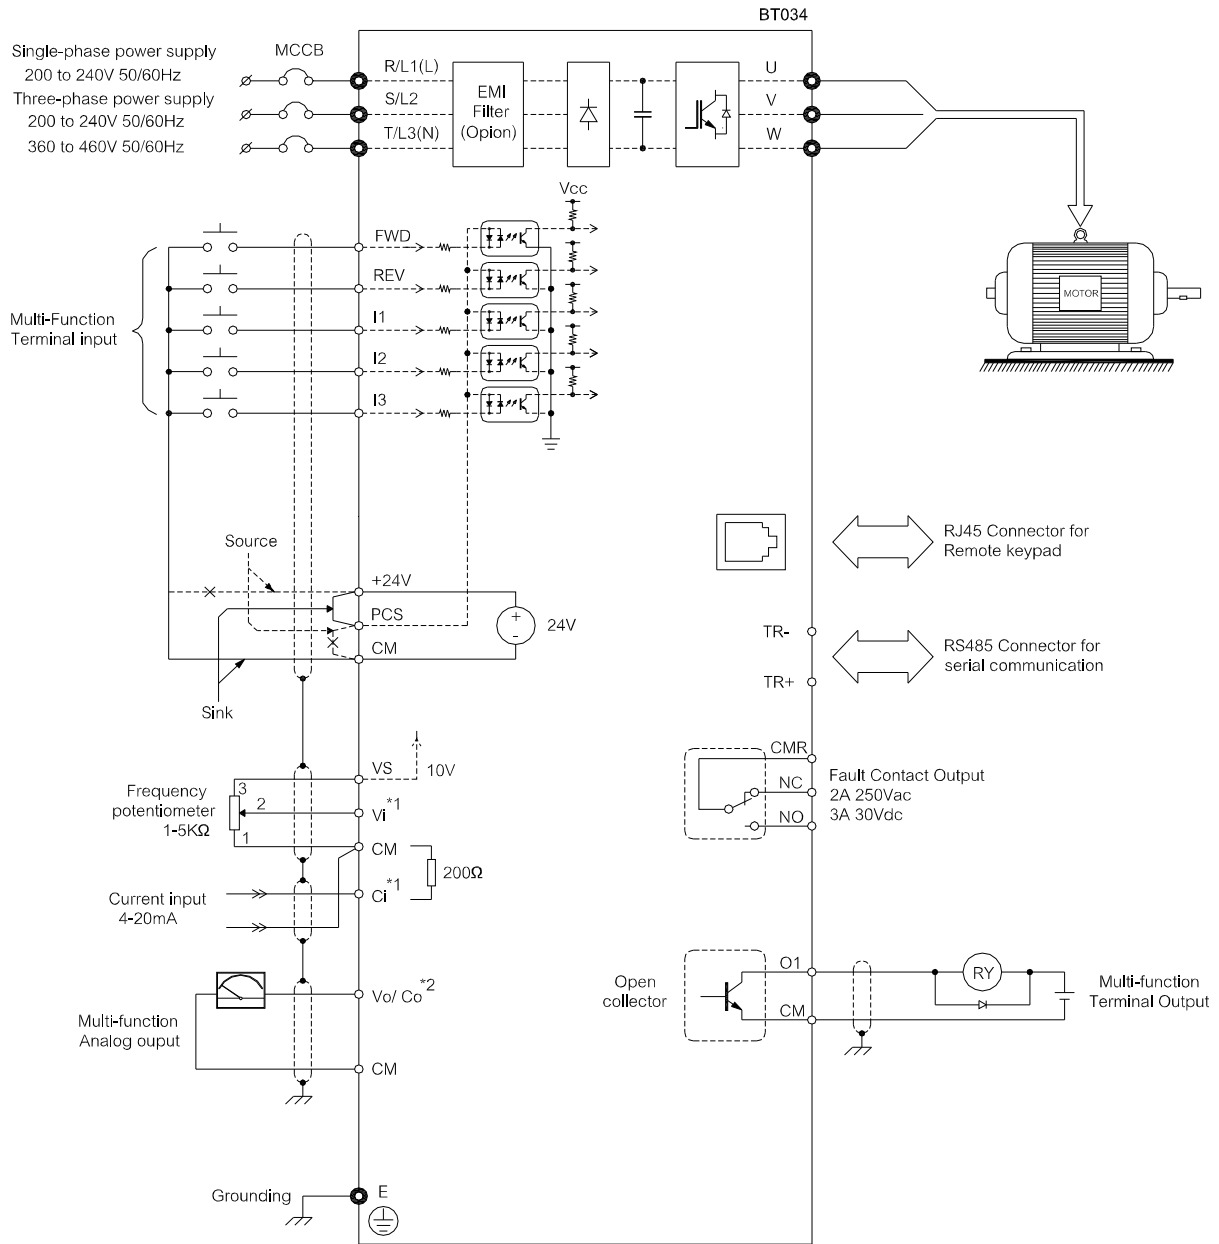 BT034
Single-phase power supply
200 to 240V 50/60Hz
Three-phase power supply
200 to 240V 50/60Hz
360 to 460V 50/60Hz
MCCB
R/L1(L)
S/L2
T/L3(N)
EMI
Filter
(Opion)
U
V
W
MOTOR
Vcc
Multi-Function
Terminal input
FWD
REV
I1
I2
I3
Source
+24V
PCS
CM
+
-
24V
Sink
RJ45 Connector for
Remote keypad
TR-
TR+
RS485 Connector for
serial communication
Frequency
potentiometer
1-5KΩ
3
2
1
VS
10V
Vi*1
CM
200Ω
Ci*1
Current input
4-20mA
CMR
NC
NO
Fault Contact Output
2A 250Vac
3A 30Vdc
Multi-function
Analog ouput
Vo/ Co*2
CM
Open
collector
O1
CM
RY
Multi-function
Terminal Output
Grounding
E